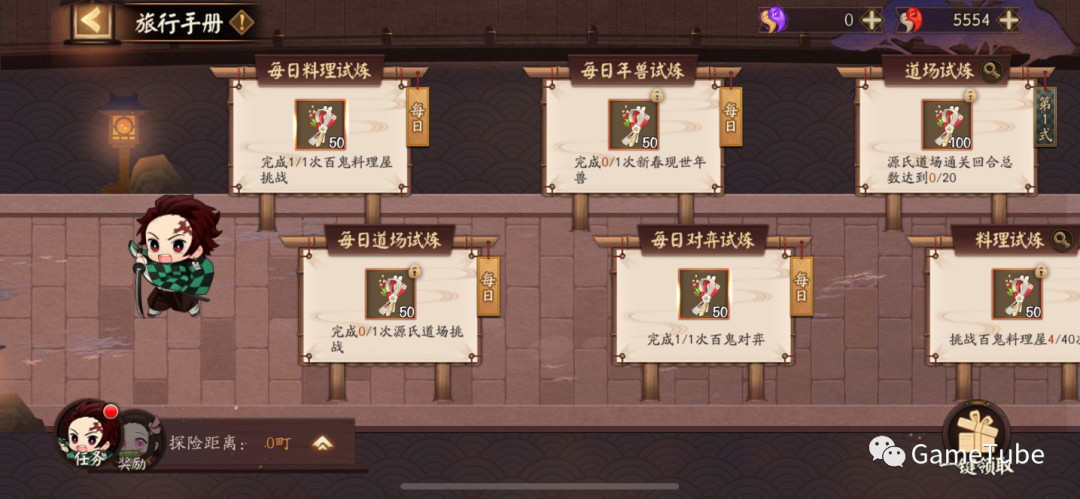 旅行手册
0
5554
每日料理试炼
每日
50
完成1/1次百鬼料理屋
挑战
每日年兽试炼
每日
50
完成0/1次新春现世年
兽
道场试炼
第1式
100
源氏道场通关回合总
数达到0/20
每日道场试炼
每日
50
完成0/1次源氏道场挑
战
每日对弈试炼
每日
50
完成1/1次百鬼对弈
料理试炼
50
挑战百鬼料理屋4/40
任务
奖励
探险距离：
.0町
GameTube
一键领取